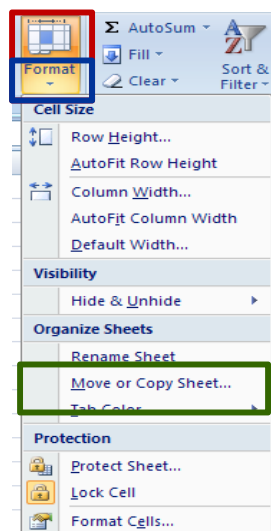 Σ AutoSum
Fill
Clear
Format
Sort &
Filter
Cell Size
Row Height...
AutoFit Row Height
Column Width...
AutoFit Column Width
Default Width...
Visibility
Hide & Unhide
Organize Sheets
Rename Sheet
Move or Copy Sheet...
Tab Color
Protection
Protect Sheet...
Lock Cell
Format Cells...